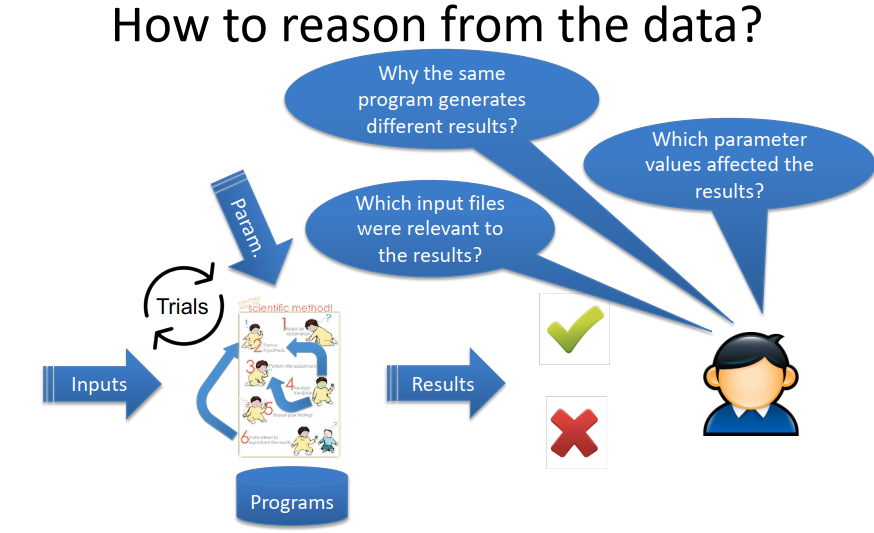 How to reason from the data?
Why the same
program generates
different results?
Which parameter
values affected the
results?
Which input files
were relevant to
the results?
Param.
Trials
scientific method!
1
2
3
4
5
6
Inputs
Results
Programs